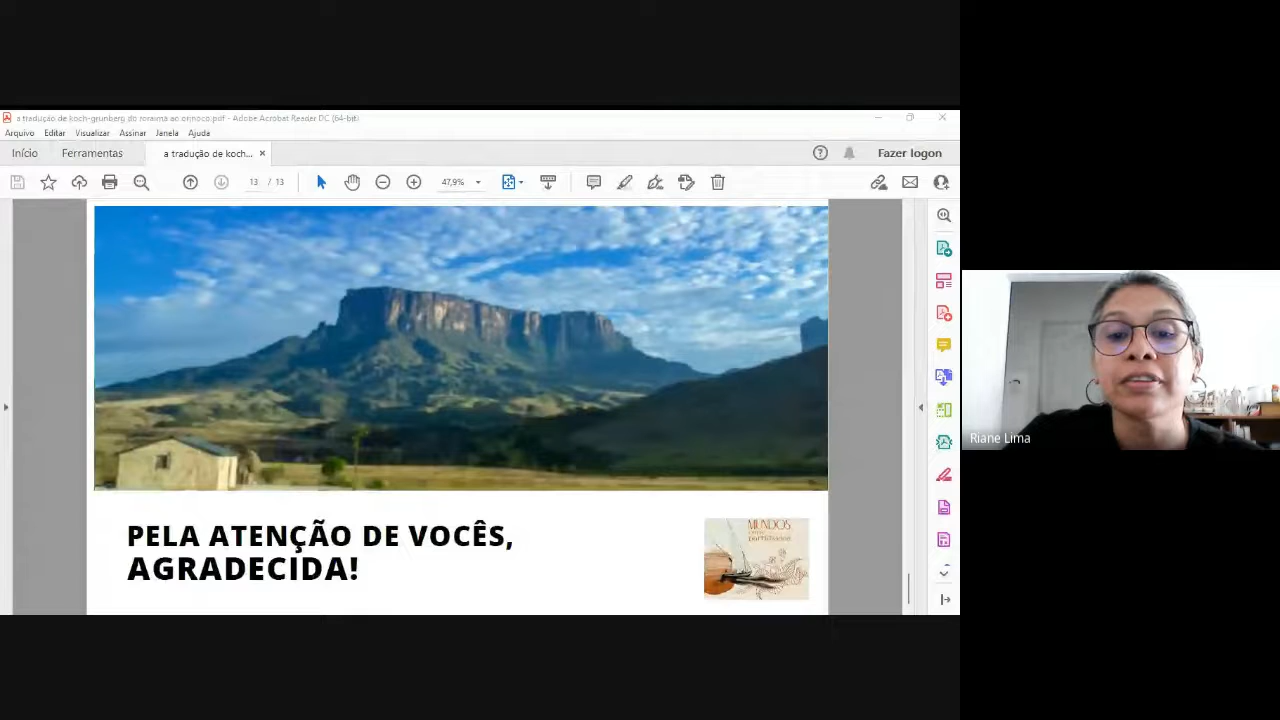 a tradução de koch-grunberg do roraima ao orinoco.pdf - Adobe Acrobat Reader DC (64-bit)
Arquivo Editar Visualizar Assinar Janela Ajuda
Início Ferramentas a tradução de koch... Fazer logon
13 / 13 47,9%
Riane Lima
PELA ATENÇÃO DE VOCÊS,
AGRADECIDA!
MUNDOS
partilhados